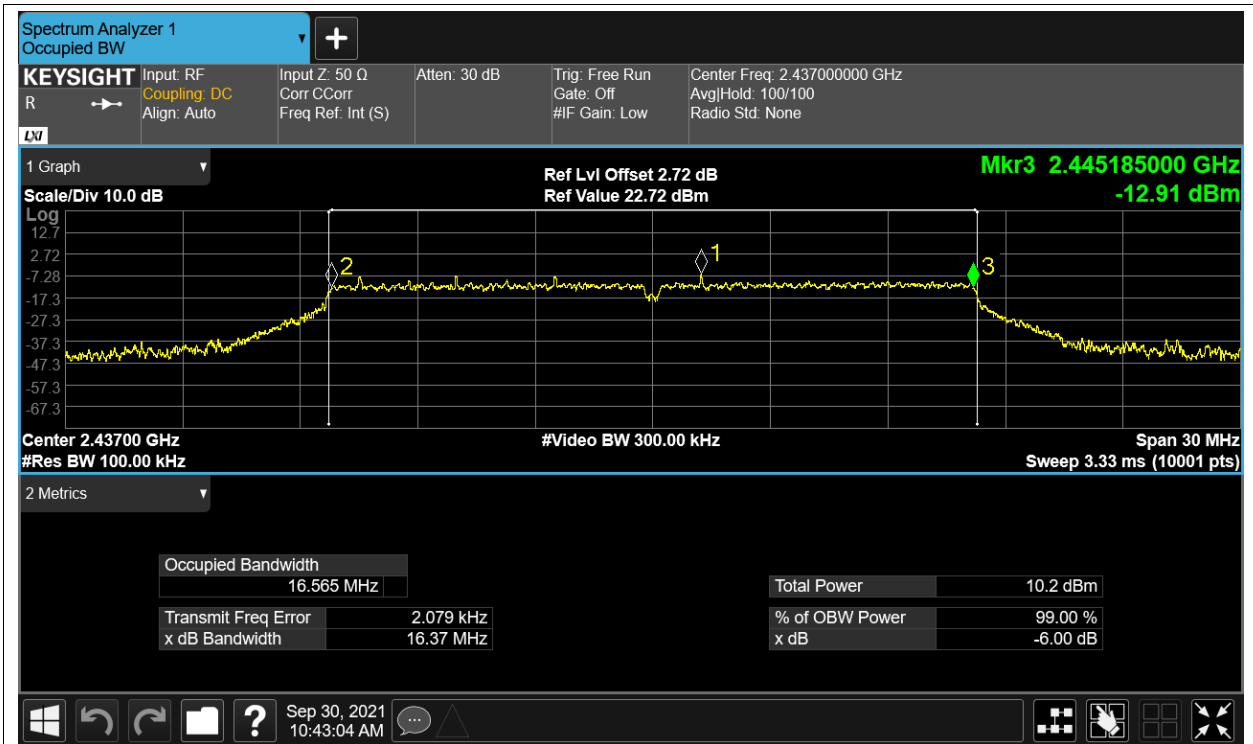 Spectrum Analyzer 1
Occupied BW
KEYSIGHT
R
LXI
Input: RF
Coupling: DC
Align: Auto
Input Z: 50 Ω
Corr CCorr
Freq Ref: Int (S)
Atten: 30 dB
Trig: Free Run
Gate: Off
#IF Gain: Low
Center Freq: 2.437000000 GHz
Avg|Hold: 100/100
Radio Std: None
1 Graph
Scale/Div 10.0 dB
Ref Lvl Offset 2.72 dB
Ref Value 22.72 dBm
Mkr3 2.445185000 GHz
-12.91 dBm
Log
12.7
2.72
-7.28
-17.3
-27.3
-37.3
-47.3
-57.3
-67.3
2
1
3
Center 2.43700 GHz
#Res BW 100.00 kHz
#Video BW 300.00 kHz
Span 30 MHz
Sweep 3.33 ms (10001 pts)
2 Metrics
Occupied Bandwidth
16.565 MHz
Transmit Freq Error 2.079 kHz
x dB Bandwidth 16.37 MHz
Total Power 10.2 dBm
% of OBW Power 99.00 %
x dB -6.00 dB
?
Sep 30, 2021
10:43:04 AM